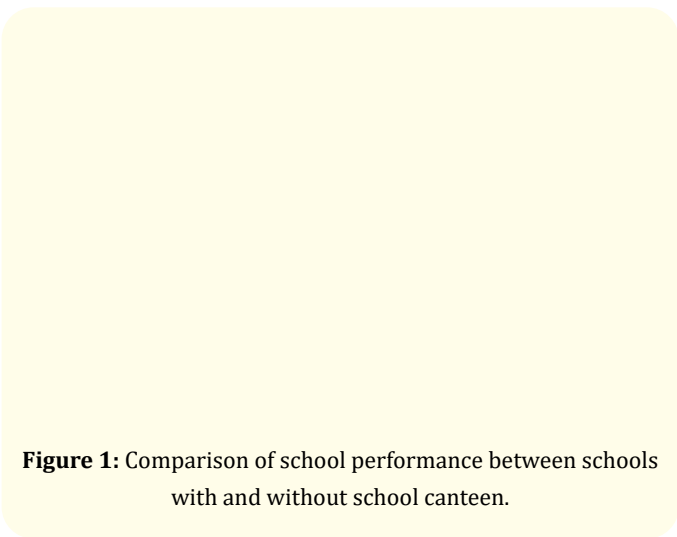 Figure 1: Comparison of school performance between schools
with and without school canteen.